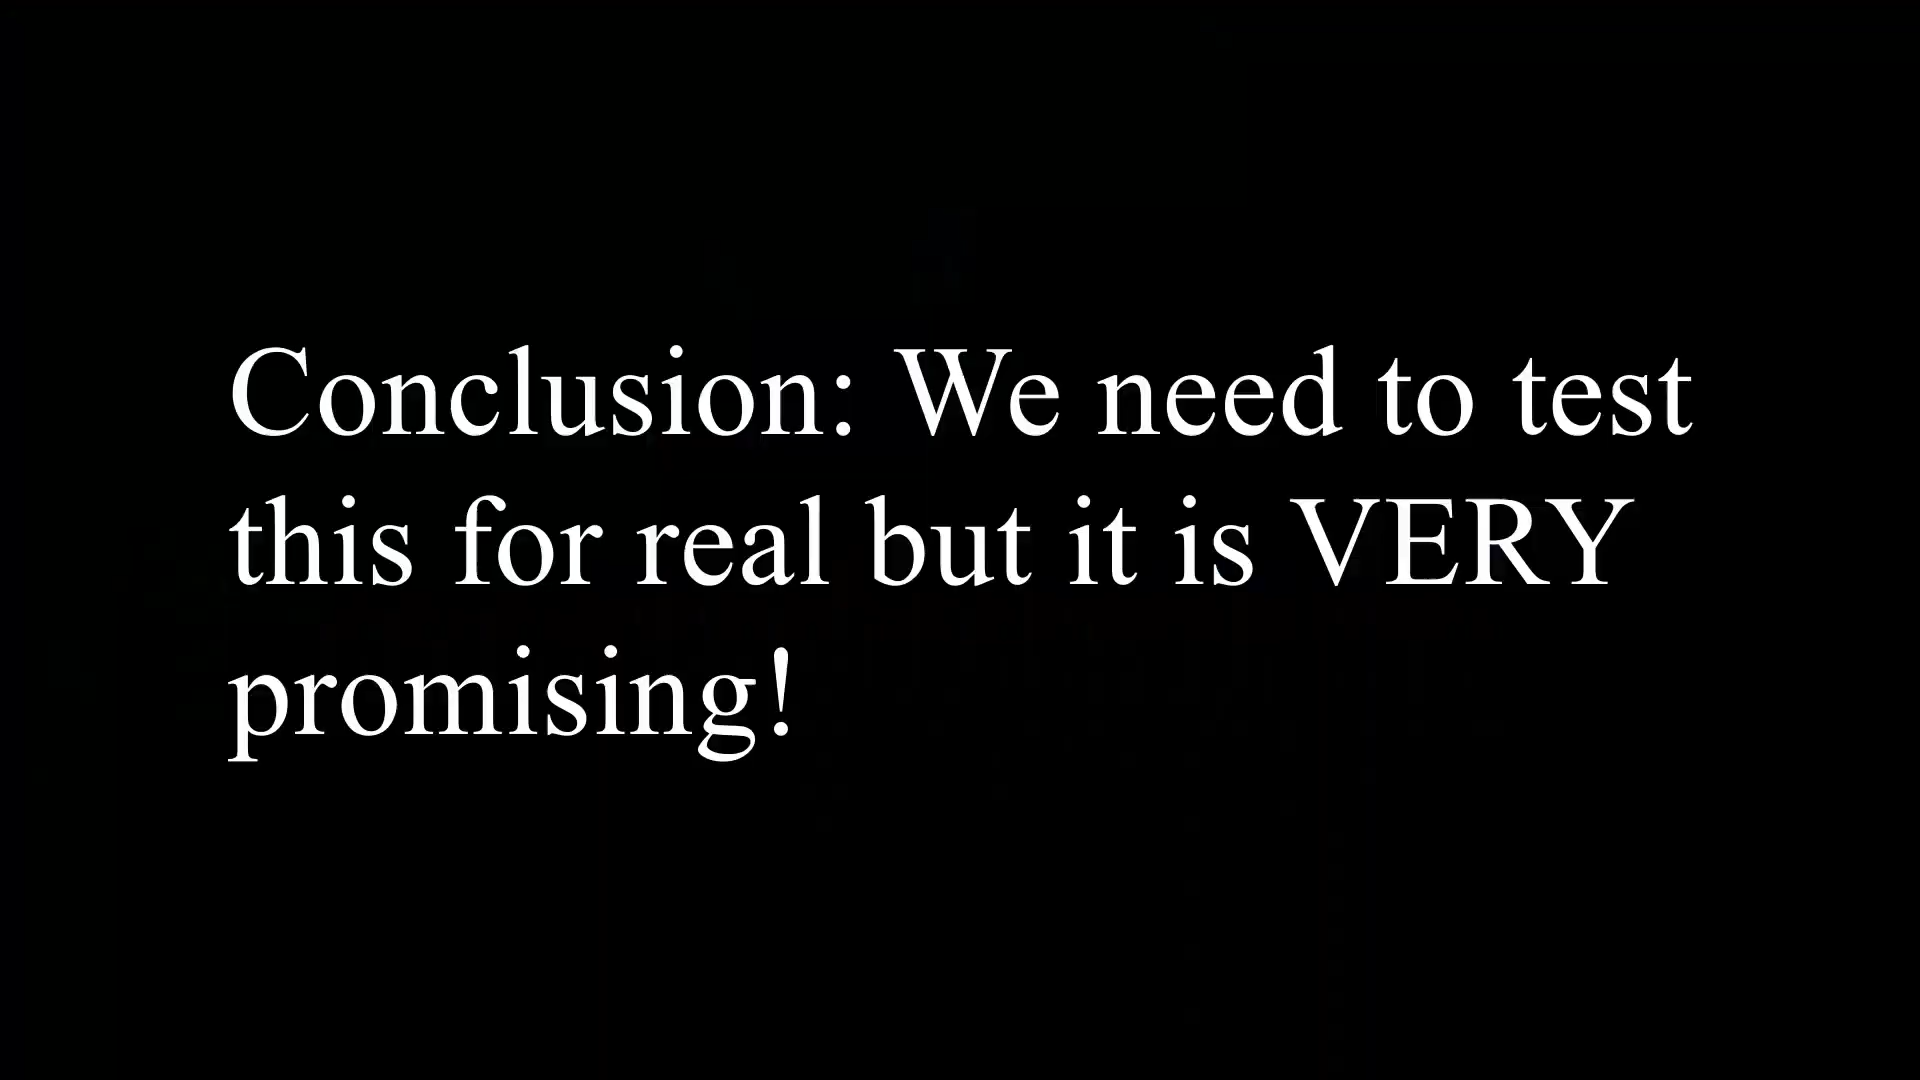 Conclusion: We need to test
this for real but it is VERY
promising!